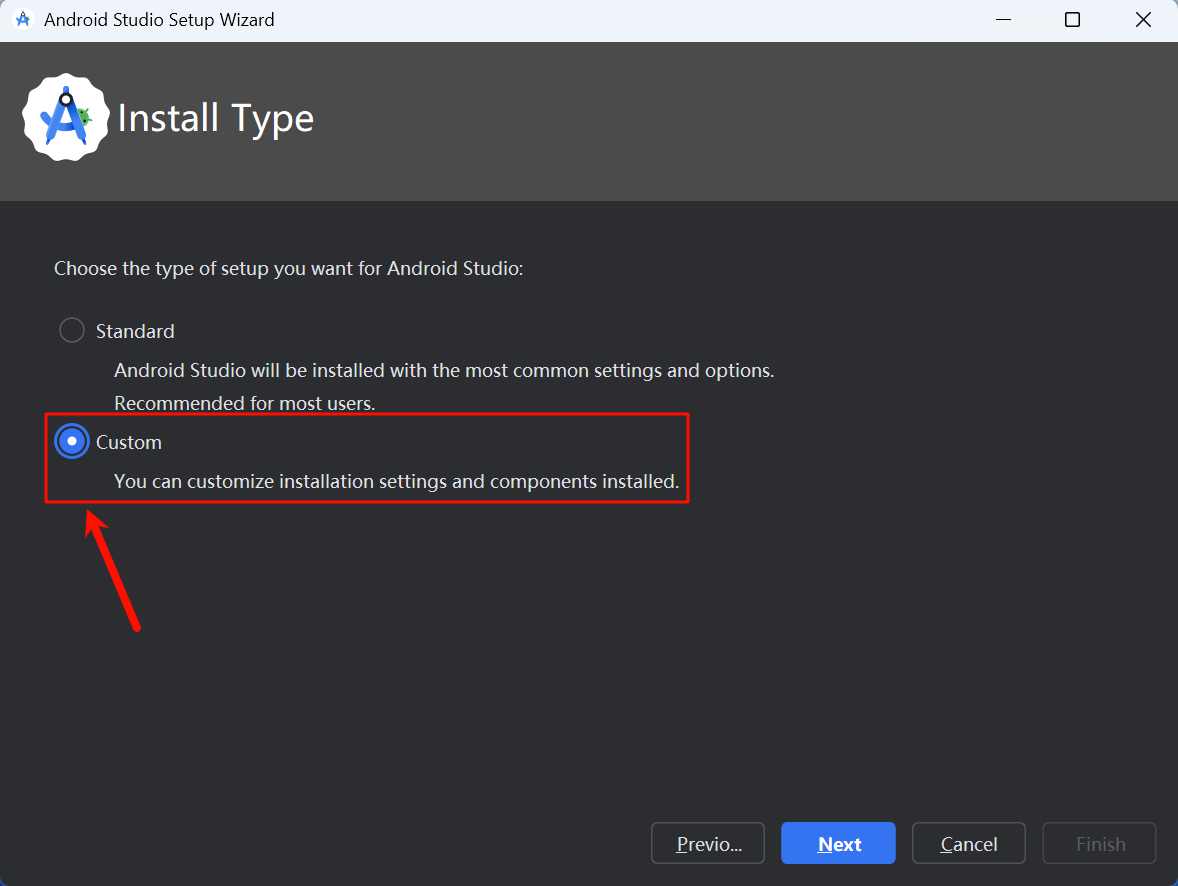 Android Studio Setup Wizard
Install Type
Choose the type of setup you want for Android Studio:
Standard
Android Studio will be installed with the most common settings and options.
Recommended for most users.
Custom
You can customize installation settings and components installed.
Previo... Next Cancel Finish